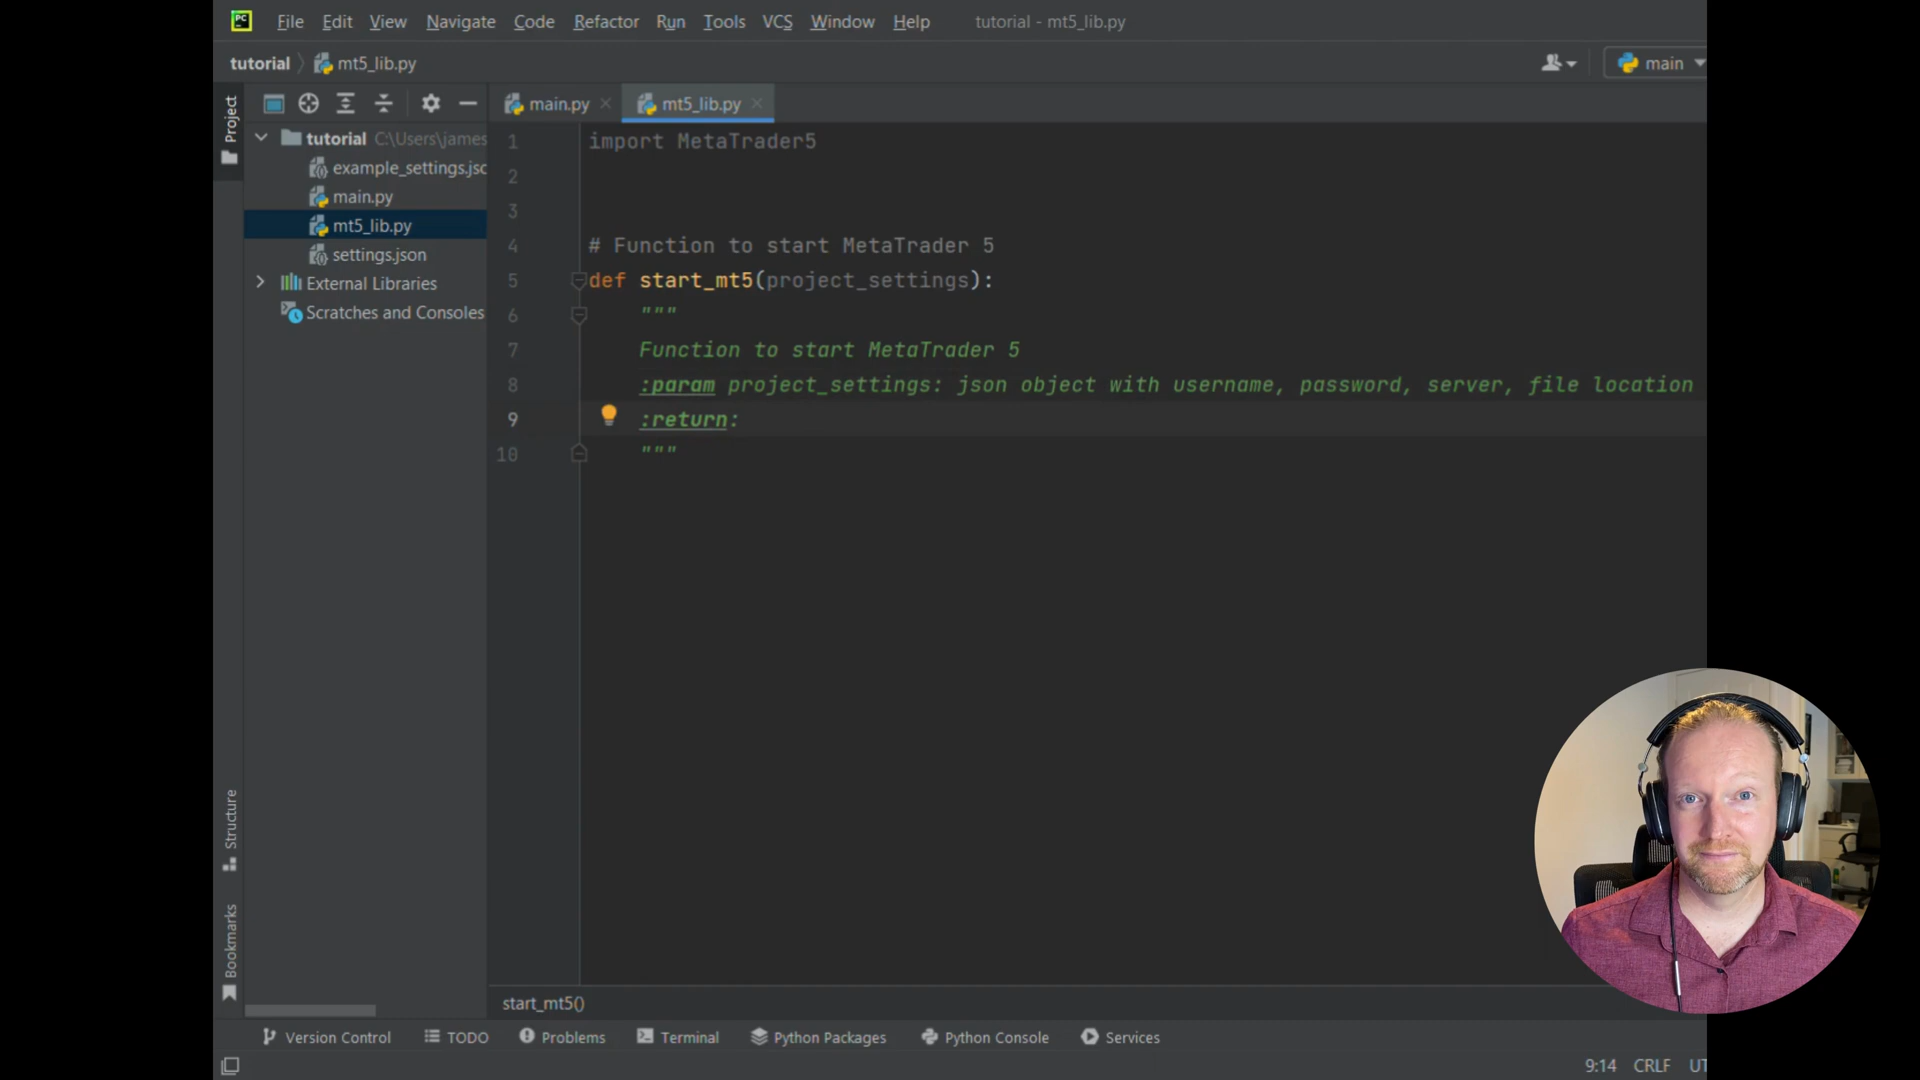 PC File Edit View Navigate Code Refactor Run Tools VCS Window Help tutorial - mt5_lib.py
tutorial mt5_lib.py main
Project
main.py mt5_lib.py
tutorial C:\Users\james
example_settings.jsc
main.py
mt5_lib.py
settings.json
External Libraries
Scratches and Consoles
1 import MetaTrader5
2
3
4 # Function to start MetaTrader 5
5 def start_mt5(project_settings):
6 """
7 Function to start MetaTrader 5
8 :param project_settings: json object with username, password, server, file location
9 :return:
10 """
Structure
Bookmarks
start_mt5()
Version Control TODO Problems Terminal Python Packages Python Console Services
9:14 CRLF UT